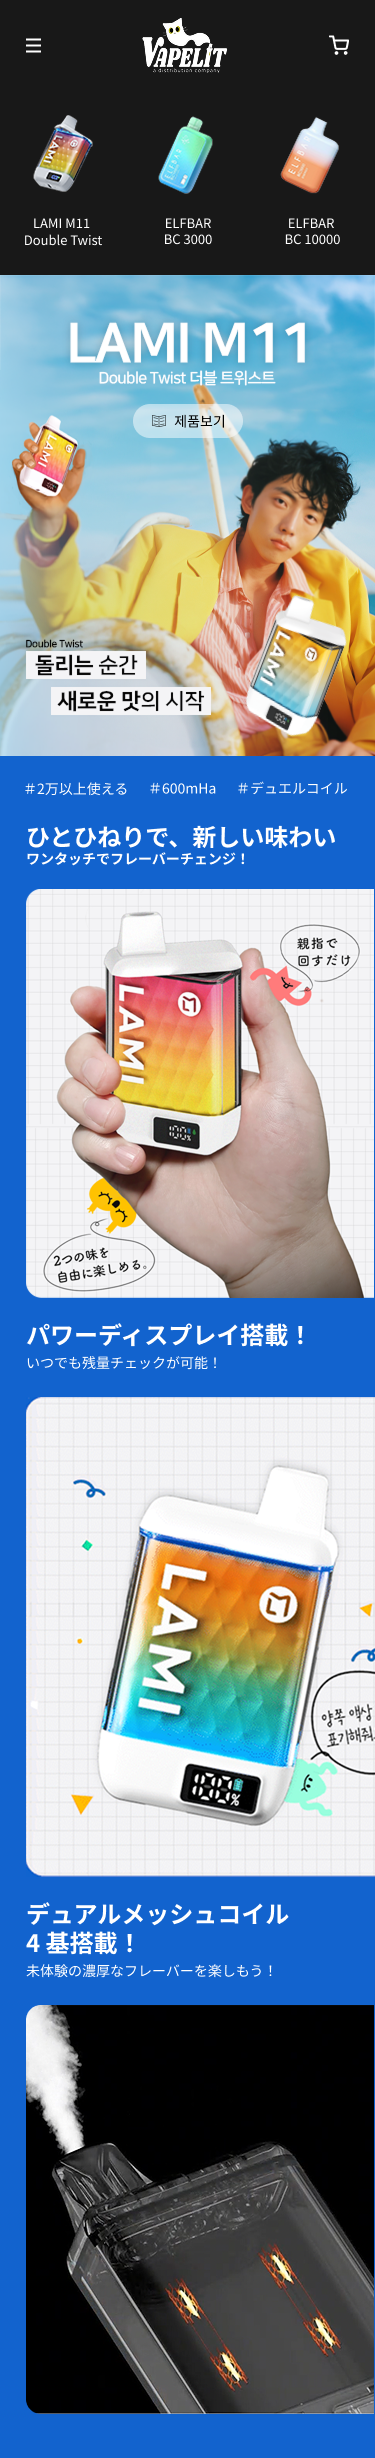 VAPELIT
a distribution company
LAMI
ELFBAR
ELFBAR
LAMI M11
Double Twist
ELFBAR
BC 3000
ELFBAR
BC 10000
LAMI M11
Double Twist 더블 트위스트
제품보기
LAMI
Double Twist
돌리는 순간
새로운 맛의 시작
LAMI
100%
#2万以上使える #600mHa #デュエルコイル
ひとひねりで、新しい味わい
ワンタッチでフレーバーチェンジ！
親指で
回すだけ
LAMI
100%
2つの味を
自由に楽しめる。
パワーディスプレイ搭載！
いつでも残量チェックが可能！
LAMI
양쪽 액상
표기해줘
100%
デュアルメッシュコイル
4 基搭載！
未体験の濃厚なフレーバーを楽しもう！